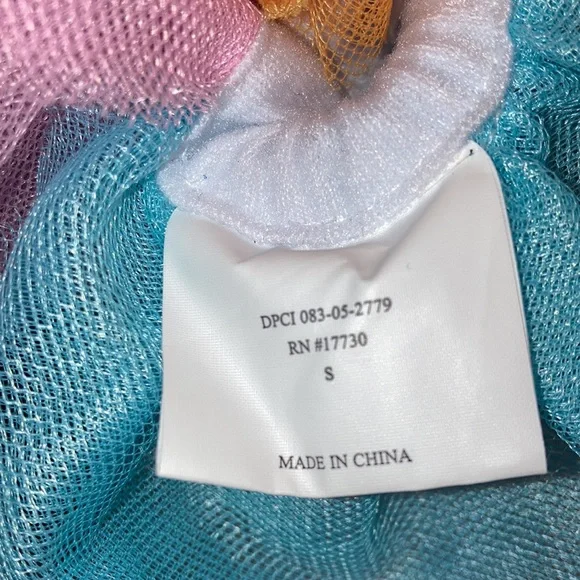 DPCI 083-05-2779
RN #17730
S
MADE IN CHINA